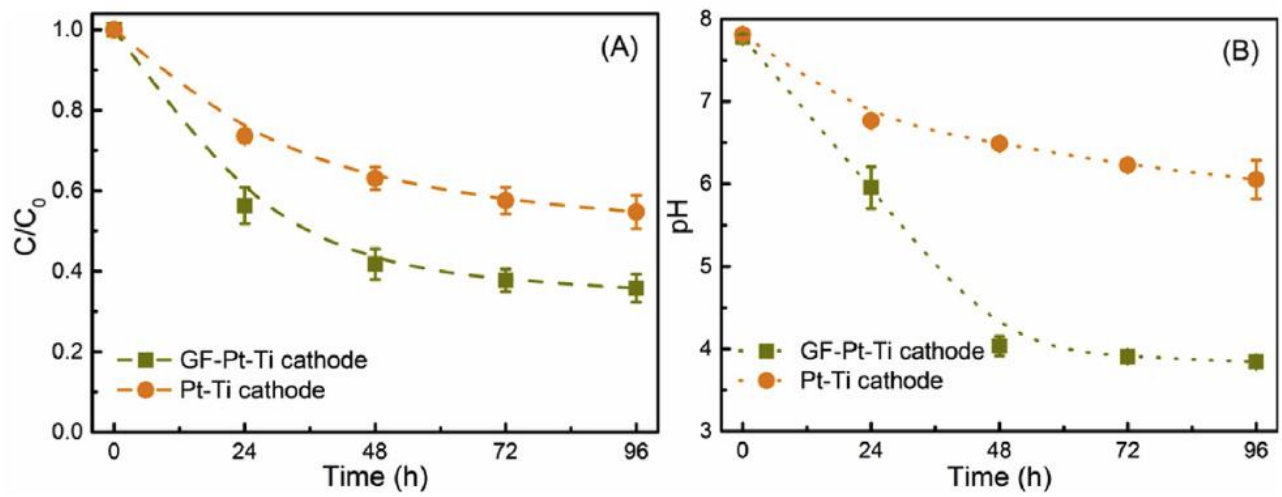 (A)
1.0
0.8
0.6
0.4
0.2
0.0
C/C0
GF-Pt-Ti cathode
Pt-Ti cathode
0 24 48 72 96
Time (h)
(B)
8
7
6
5
4
3
pH
GF-Pt-Ti cathode
Pt-Ti cathode
0 24 48 72 96
Time (h)